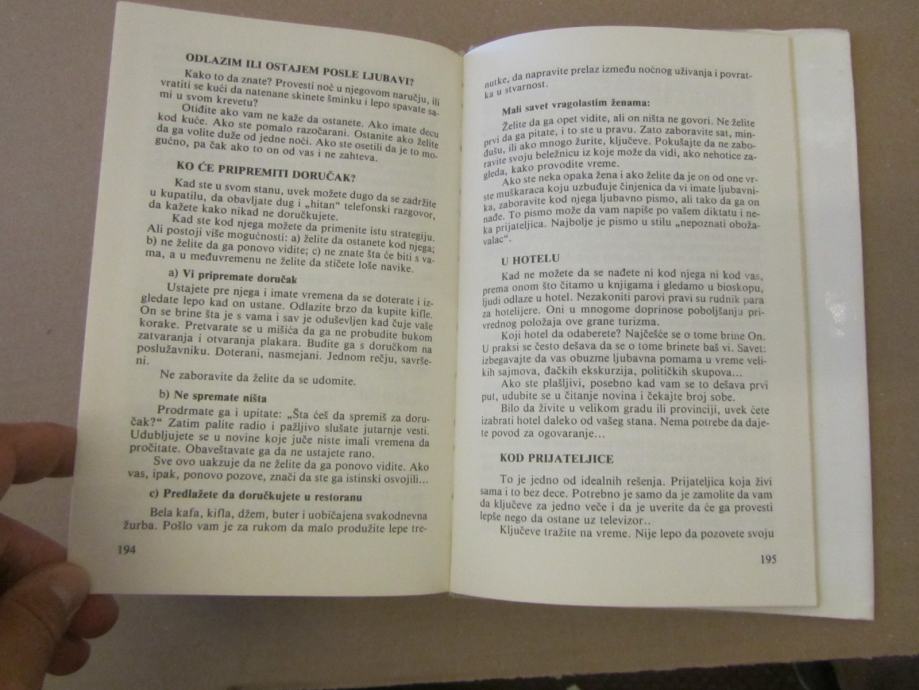 ODLAZIM ILI OSTAJEM POSLE LJUBAVI?
Kako to da znate? Provesti noć u njegovom naručju, ili
vratiti se kući da natenane skinete šminku i lepo spavate sa-
mi u svom krevetu?
Otiđite ako vam ne kaže da ostanete. Ako imate decu
kod kuće. Ako ste pomalo razočarani. Ostanite ako želite
da ga volite duže od jedne noći. Ako ste osetili da je to mo-
gućno, pa čak ako to on od vas i ne zahteva.
KO ĆE PRIPREMITI DORUČAK?
Kad ste u svom stanu, uvek možete dugo da se zadržite
u kupatilu, da obavljate dug i „hitan“ telefonski razgovor,
da kažete kako nikad ne doručkujete.
Kad ste kod njega možete da primenite istu strategiju.
Ali postoji više mogućnosti: a) želite da ostanete kod njega;
b) ne želite da ga ponovo vidite; c) ne znate šta će biti s va-
ma, a u međuvremenu ne želite da stičete loše navike.
a) Vi pripremate doručak
Ustajete pre njega i imate vremena da se doterate i iz-
gledate lepo kad on ustane. Odlazite brzo da kupite kifle.
On se brine šta je s vama i sav je oduševljen kad čuje vaše
korake. Pretvarate se u mišića da ga ne probudite bukom
zatvaranja i otvaranja plakara. Budite ga s doručkom na
poslužavniku. Doterani, nasmejani. Jednom rečju, savrše-
ni.
Ne zaboravite da želite da se udomite.
b) Ne spremate ništa
Prodrmate ga i upitate: „Šta ćeš da spremiš za doru-
čak?“ Zatim palite radio i pažljivo slušate jutarnje vesti.
Udubljujete se u novine koje juče niste imali vremena da
pročitate. Obaveštavate ga da ne ustajete rano.
Sve ovo uakzuje da ne želite da ga ponovo vidite. Ako
vas, ipak, ponovo pozove, znači da ste ga istinski osvojili...
c) Predlažete da doručkujete u restoranu
Bela kafa, kifla, džem, buter i uobičajena svakodnevna
žurba. Pošlo vam je za rukom da malo produžite lepe tre-
194
nutke, da napravite prelaz između noćnog uživanja i povrat-
ka u stvarnost.
Mali savet vragolastim ženama:
Želite da ga opet vidite, ali on ništa ne govori. Ne želite
prvi da ga pitate, i to ste u pravu. Zato zaboravite sat, min-
đušu, ili ako mnogo žurite, ključeve. Pokušajte da ne zabo-
ravite svoju beležnicu iz koje može da vidi, ako nehotice za-
gleda, kako provodite vreme.
Ako ste neka opaka žena i ako želite da je on od one vr-
ste muškaraca koju uzbuđuje činjenica da vi imate ljubavni-
ka, zaboravite kod njega ljubavno pismo, ali tako da ga on
nađe. To pismo može da vam napiše po vašem diktatu i ne-
ka prijateljica. Najbolje je pismo u stilu „nepoznati oboža-
valac“.
U HOTELU
Kad ne možete da se nađete ni kod njega ni kod vas,
prema onom što čitamo u knjigama i gledamo u bioskopu,
ljudi odlaze u hotel. Nezakoniti parovi pravi su rudnik para
za hotelijere. Oni u mnogome doprinose poboljšanju pri-
vrednog položaja ove grane turizma.
Koji hotel da odaberete? Najčešće se o tome brine On.
U praksi se često dešava da se o tome brinete baš vi. Savet:
izbegavajte da vas obuzme ljubavna pomama u vreme veli-
kih sajmova, đačkih ekskurzija, političkih skupova...
Ako ste plašljivi, posebno kad vam se to dešava prvi
put, udubite se u čitanje novina i čekajte broj sobe.
Bilo da živite u velikom gradu ili provinciji, uvek ćete
izabrati hotel daleko od vašeg stana. Nema potrebe da daje-
te povod za ogovaranje...
KOD PRIJATELJICE
To je jedno od idealnih rešenja. Prijateljica koja živi
sama i to bez dece. Potrebno je samo da je zamolite da vam
dâ ključeve za jedno veče i da je uverite da će ga provesti
lepše nego da ostane uz televizor..
Ključeve tražite na vreme. Nije lepo da pozovete svoju
195